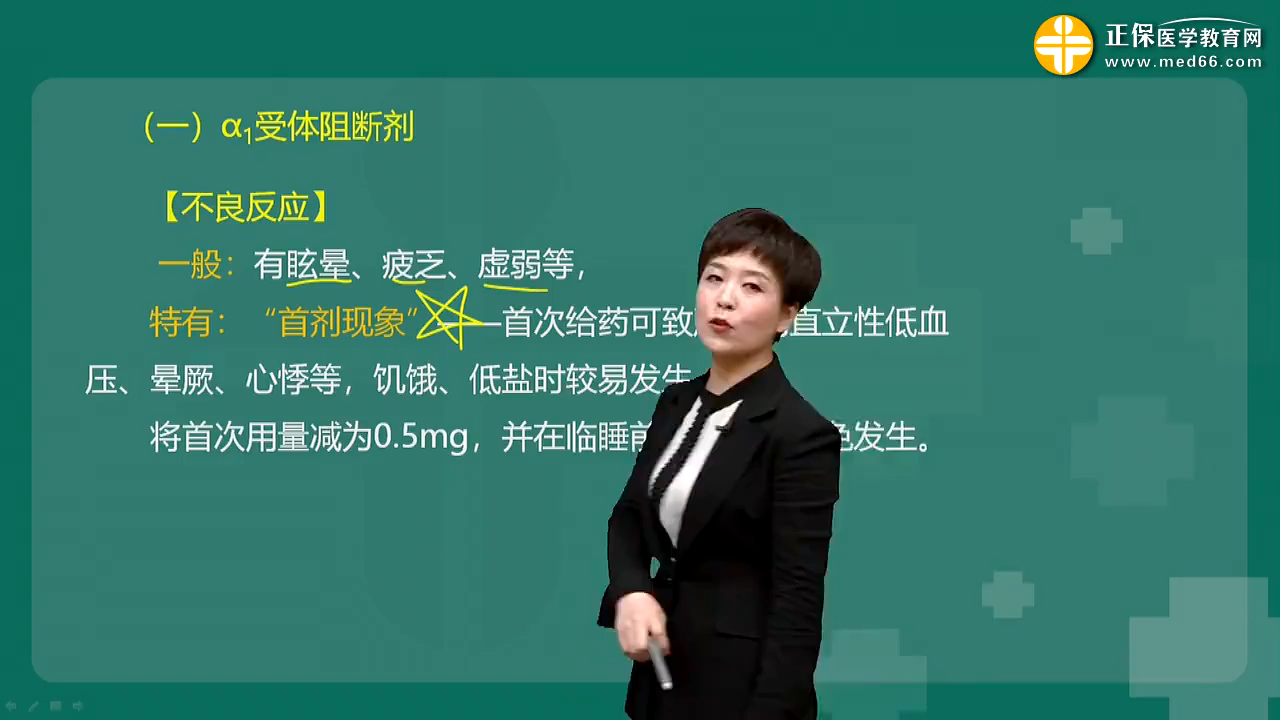 正保医学教育网
www.med66.com
（一）α₁受体阻断剂
【不良反应】
一般：有眩晕、疲乏、虚弱等，
特有：“首剂现象”——首次给药可致 直立性低血
压、晕厥、心悸等，饥饿、低盐时较易发生
将首次用量减为0.5mg，并在临睡前 发生。